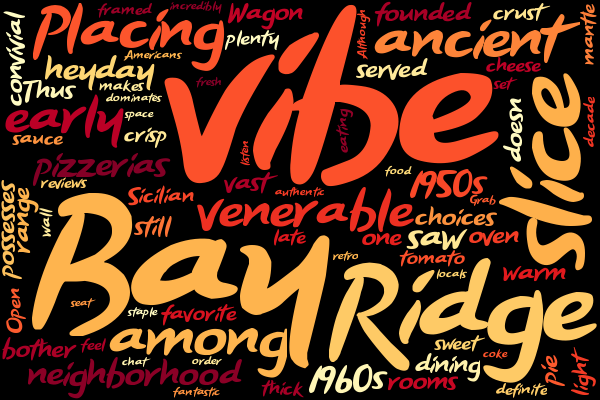 framed
incredibly
Wagon
founded
crust
Placing
Although
ancient
mantle
convivial
Americans
plenty
vibe
served
cheese
heyday
Thus
makes
dominates
fresh
set
slice
decade
early
space
crisp
sauce
listen
eating
doesn
pizzerias
reviews
vast
authentic
food
1950s
Grab
Possesses
range
wall
Sicilian
still
venerable
choices
late
one
saw
oven
retro
tomato
locals
warm
Bay Ridge
Open
seat
staple
favorite
among
bother
feel
chat
order
sweet
coke
neighborhood
fantastic
thick
1960s
rooms
dining
definite
pie
light